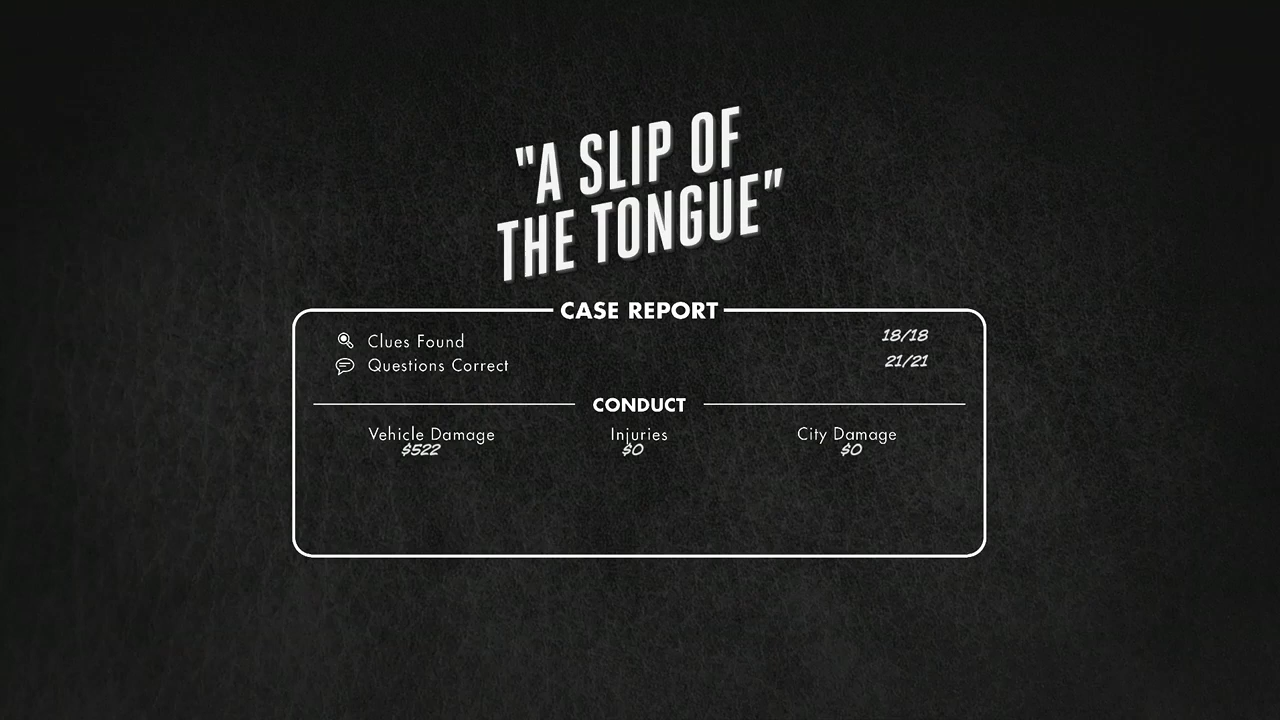 "A SLIP OF
THE TONGUE"
CASE REPORT
Clues Found 18/18
Questions Correct 21/21
CONDUCT
Vehicle Damage Injuries City Damage
$522 $0 $0